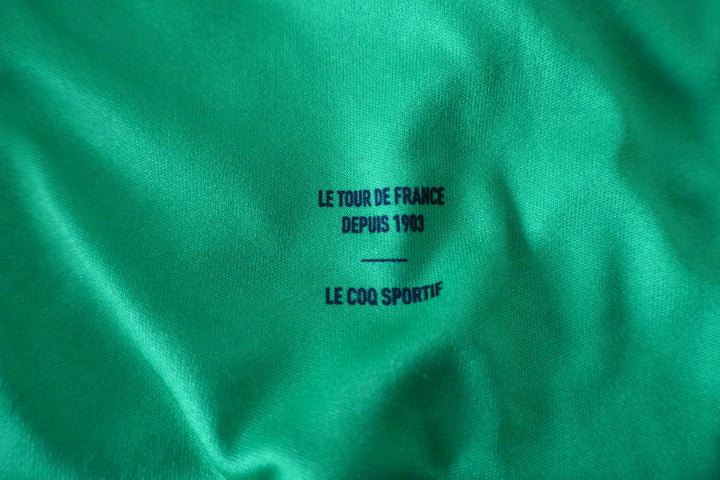 LE TOUR DE FRANCE
DEPUIS 1903
LE COQ SPORTIF